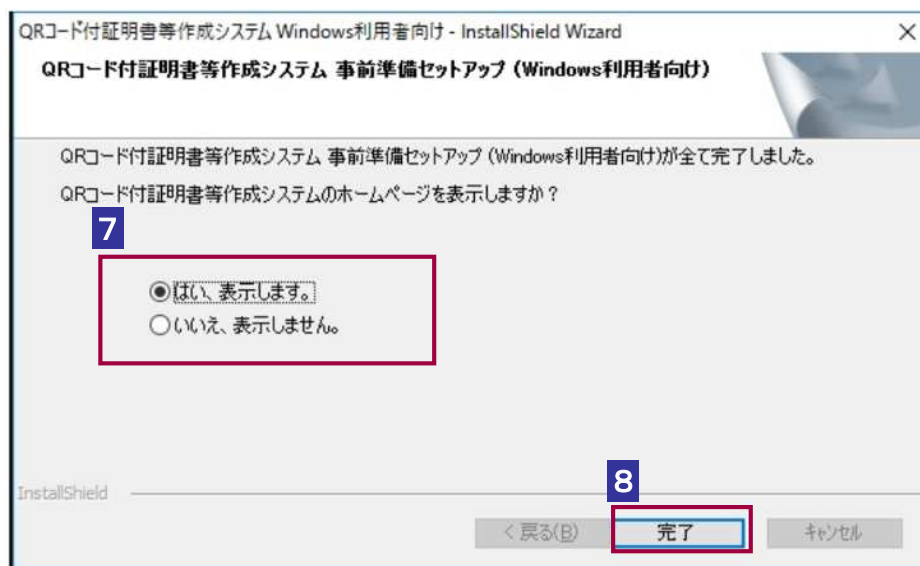 QRコード付証明書等作成システム Windows利用者向け - InstallShield Wizard
QRコード付証明書等作成システム 事前準備セットアップ (Windows利用者向け)
QRコード付証明書等作成システム 事前準備セットアップ (Windows利用者向け)が全て完了しました。
QRコード付証明書等作成システムのホームページを表示しますか？
7
はい、表示します。
いいえ、表示しません。
8
InstallShield
< 戻る(B)
完了
キャンセル